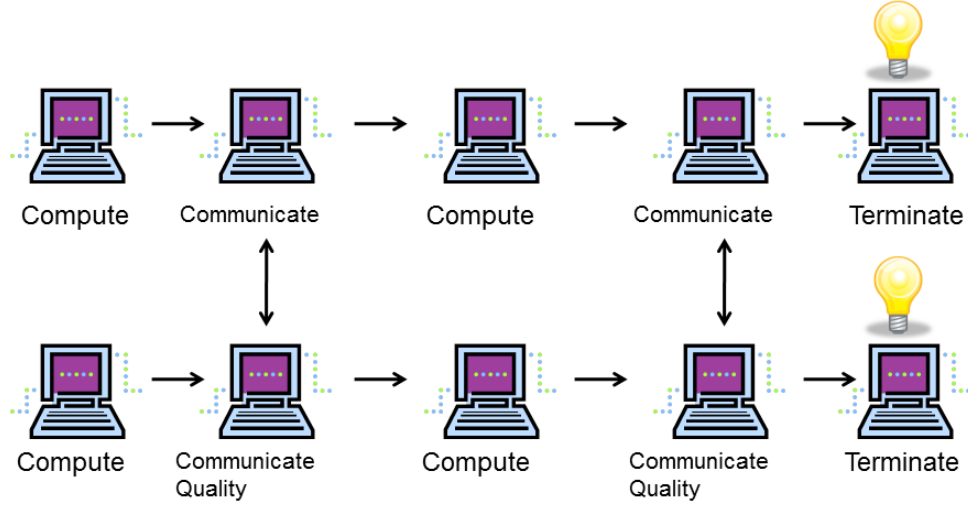 Compute
Communicate
Compute
Communicate
Terminate
Compute
Communicate
Quality
Compute
Communicate
Quality
Terminate